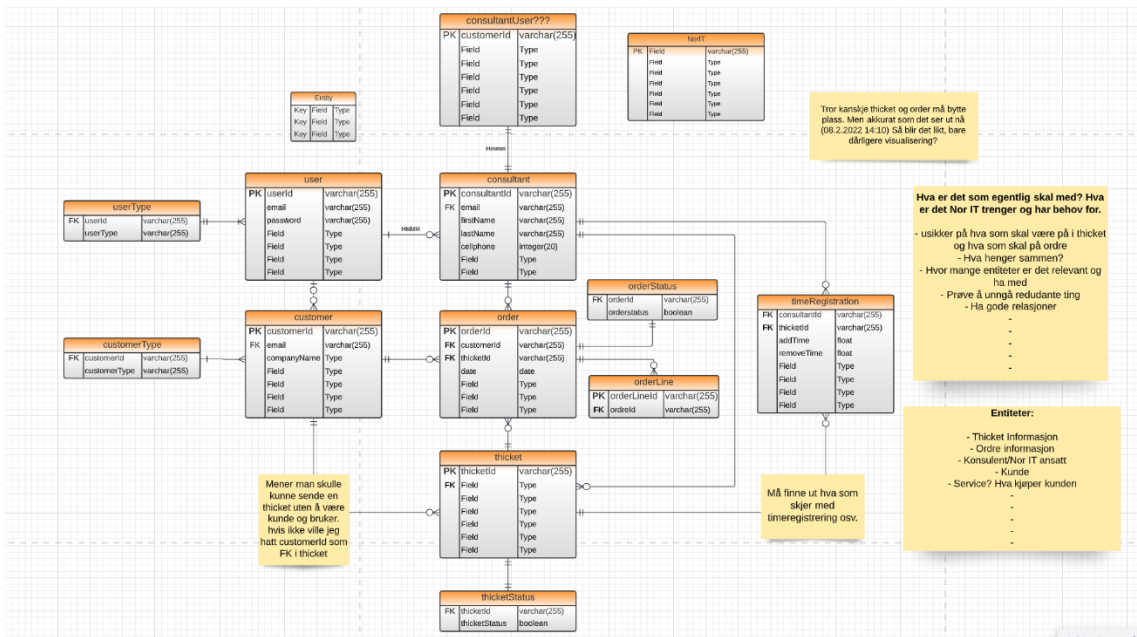 consultantUser???
PK customerId varchar(255)
Field Type
Field Type
Field Type
Field Type
Field Type
Field Type
NorIT
PK Field varchar(255)
Field Type
Field Type
Field Type
Field Type
Field Type
Field Type
Field Type
Entity
Key Field Type
Key Field Type
Key Field Type
Tror kanskje thicket og order må bytte
plass. Men akkurat som det ser ut nå
(08.2.2022 14:10) Så blir det likt, bare
dårligere visualisering?
Hmmm
user
PK userId varchar(255)
email varchar(255)
password varchar(255)
Field Type
Field Type
Field Type
Field Type
HMMM
consultant
PK consultantId varchar(255)
FK email varchar(255)
firstName varchar(255)
lastName varchar(255)
cellphone integer(20)
Field Type
Field Type
userType
FK userId varchar(255)
userType varchar(255)
Hva er det som egentlig skal med? Hva
er det Nor IT trenger og har behov for.
- usikker på hva som skal være på i thicket
og hva som skal på ordre
- Hva henger sammen?
- Hvor mange entiteter er det relevant og
ha med
- Prøve å unngå redudante ting
- Ha gode relasjoner
-
-
-
-
-
orderStatus
FK orderId varchar(255)
orderstatus boolean
timeRegistration
FK consultantId varchar(255)
FK thicketId varchar(255)
addTime float
removeTime float
Field Type
Field Type
Field Type
customer
PK customerId varchar(255)
FK email varchar(255)
companyName Type
Field Type
Field Type
Field Type
Field Type
order
PK orderId varchar(255)
FK customerId varchar(255)
FK thicketId varchar(255)
date date
Field Type
Field Type
Field Type
customerType
FK customerId varchar(255)
customerType varchar(255)
orderLine
PK orderLineId varchar(255)
FK ordreId varchar(255)
Entiteter:
- Thicket Informasjon
- Ordre informasjon
- Konsulent/Nor IT ansatt
- Kunde
- Service? Hva kjøper kunden
-
-
-
-
-
thicket
PK thicketId varchar(255)
FK Field Type
Field Type
Field Type
Field Type
Field Type
Field Type
Mener man skulle
kunne sende en
thicket uten å være
kunde og bruker.
hvis ikke ville jeg
hatt customerId som
FK i thicket
Må finne ut hva som
skjer med
timeregistrering osv.
thicketStatus
FK thicketId varchar(255)
thicketStatus boolean